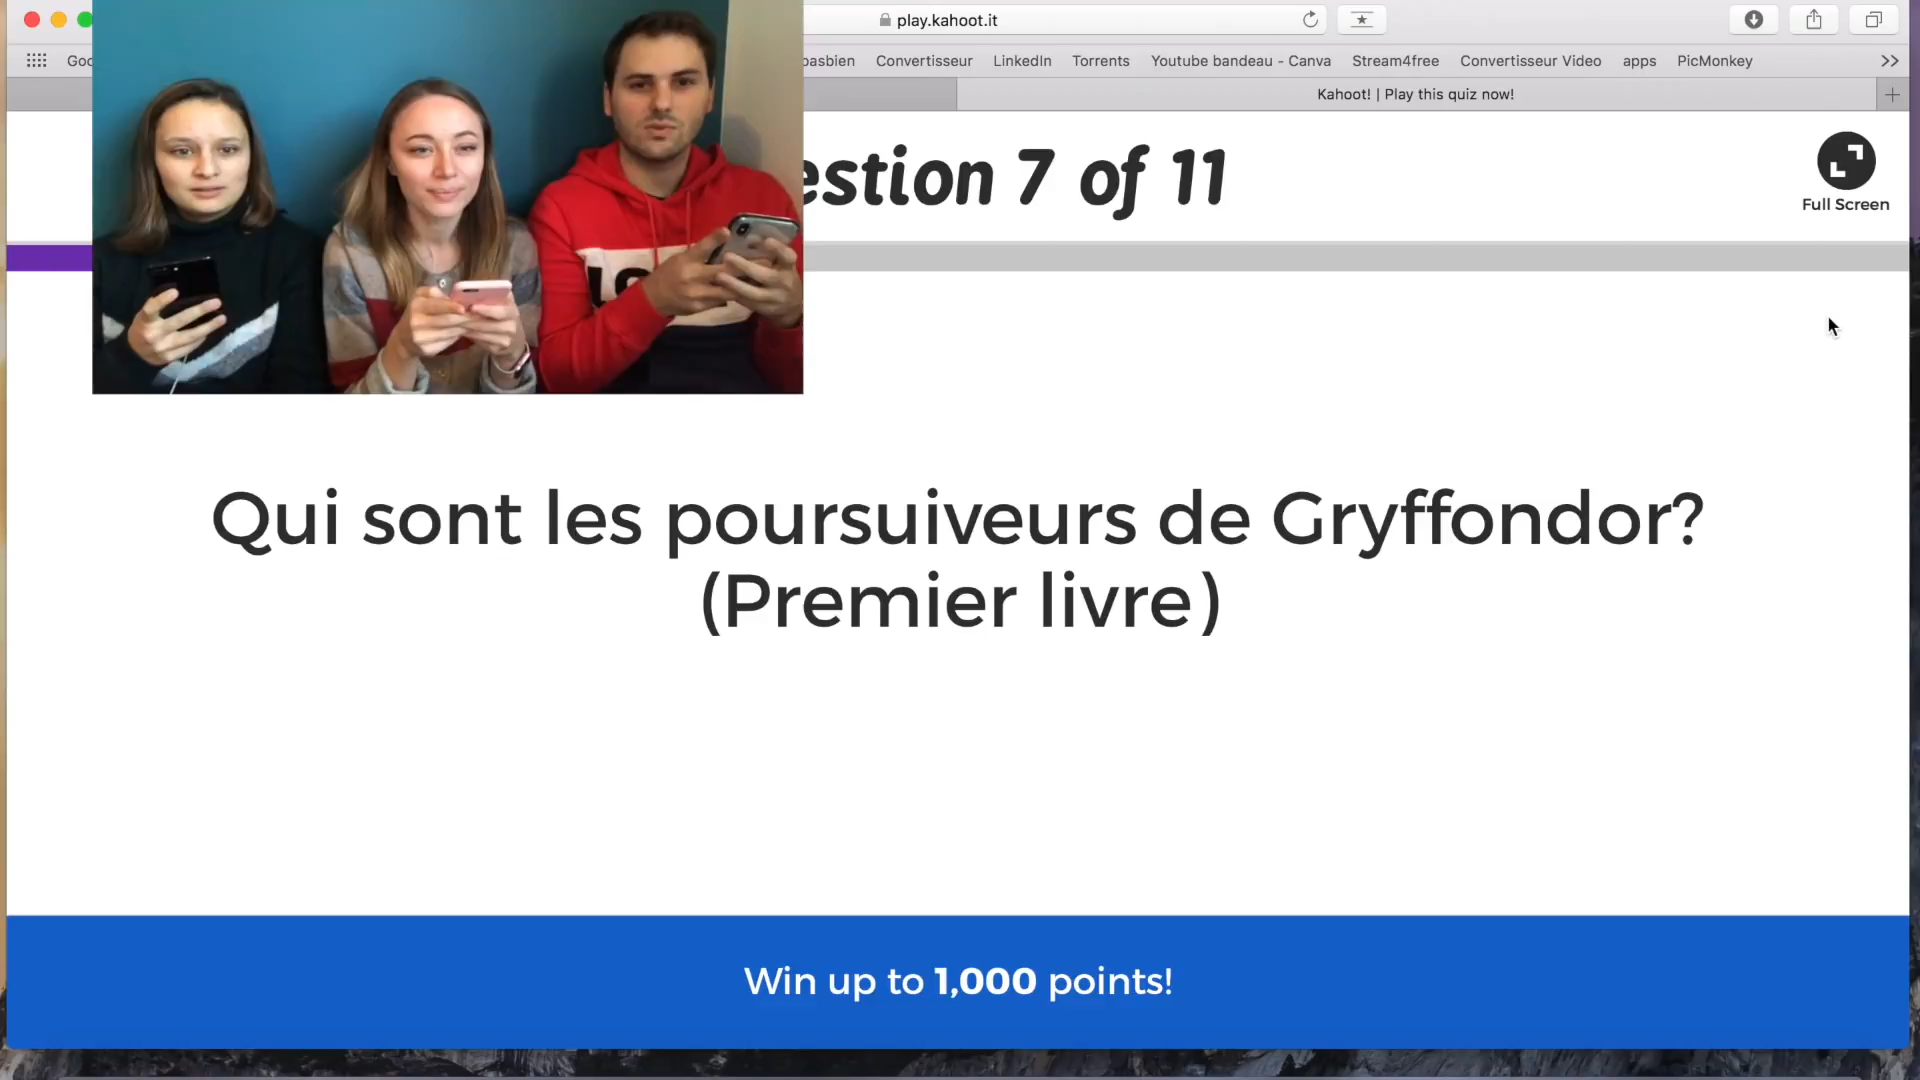 play.kahoot.it
Convertisseur LinkedIn Torrents Youtube bandeau - Canva Stream4free Convertisseur Video apps PicMonkey
Kahoot! | Play this quiz now!
estion 7 of 11
Full Screen
Qui sont les poursuiveurs de Gryffondor?
(Premier livre)
Win up to 1,000 points!